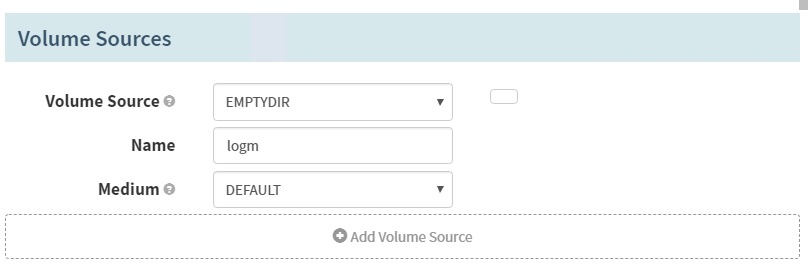 Volume Sources
Volume Source
EMPTYDIR
Name
logm
Medium
DEFAULT
Add Volume Source